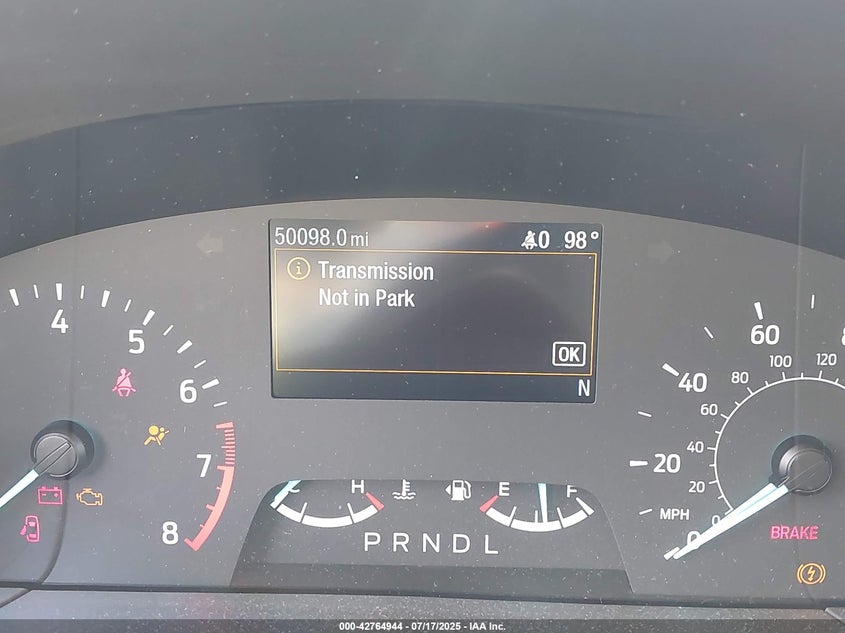 50098.0 mi 0 98°
Transmission
Not in Park
OK
N
4
5
6
7
8
C H
E F
PRNDL
60
40
20
0
MPH
120
100
80
60
40
20
0
BRAKE
000-42764944 - 07/17/2025 - IAA Inc.